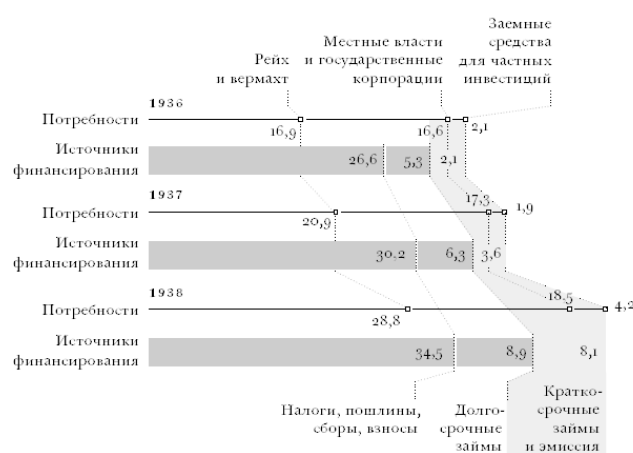 Заемные
средства
для частных
инвестиций
Местные власти
и государственные
корпорации
Рейх
и вермахт
1936
Потребности
16,9 16,6 2,1
Источники
финансирования
26,6 5,3 2,1
1937
Потребности
20,9 17,3 1,9
Источники
финансирования
30,2 6,3 3,6
1938
Потребности
28,8 18,5 4,2
Источники
финансирования
34,5 8,9 8,1
Налоги, пошлины,
сборы, взносы
Долго-
срочные
займы
Кратко-
срочные
займы
и эмиссия